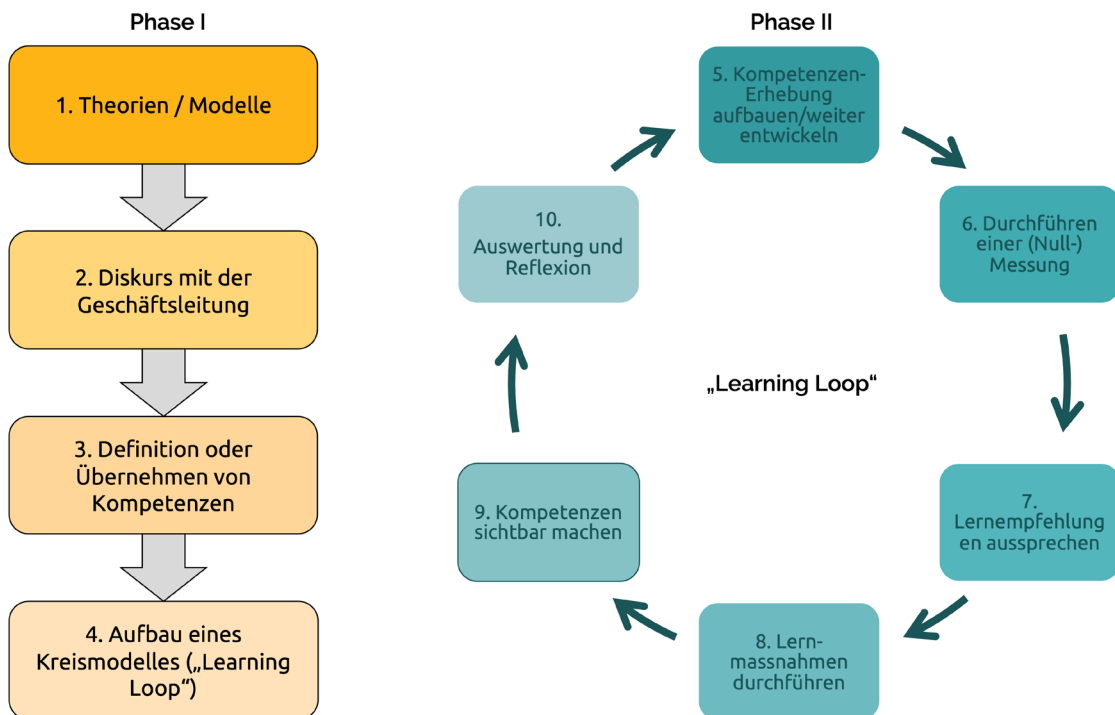 Phase I
1. Theorien / Modelle
2. Diskurs mit der
Geschäftsleitung
3. Definition oder
Übernehmen von
Kompetenzen
4. Aufbau eines
Kreismodelles („Learning
Loop“)
Phase II
5. Kompetenzen-
Erhebung
aufbauen/weiter
entwickeln
6. Durchführen
einer (Null-)
Messung
7.
Lernempfehlung
en aussprechen
8. Lern-
massnahmen
durchführen
9. Kompetenzen
sichtbar machen
10.
Auswertung und
Reflexion
„Learning Loop“